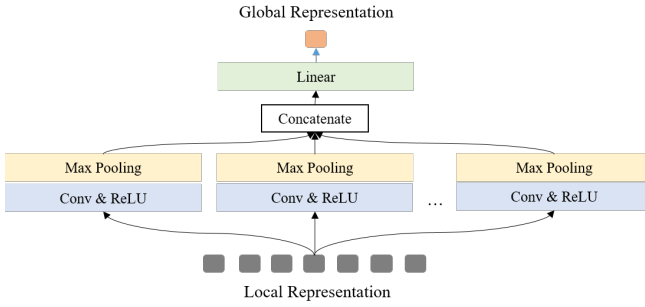 Global Representation
Linear
Concatenate
Max Pooling Max Pooling Max Pooling
Conv & ReLU Conv & ReLU … Conv & ReLU
Local Representation